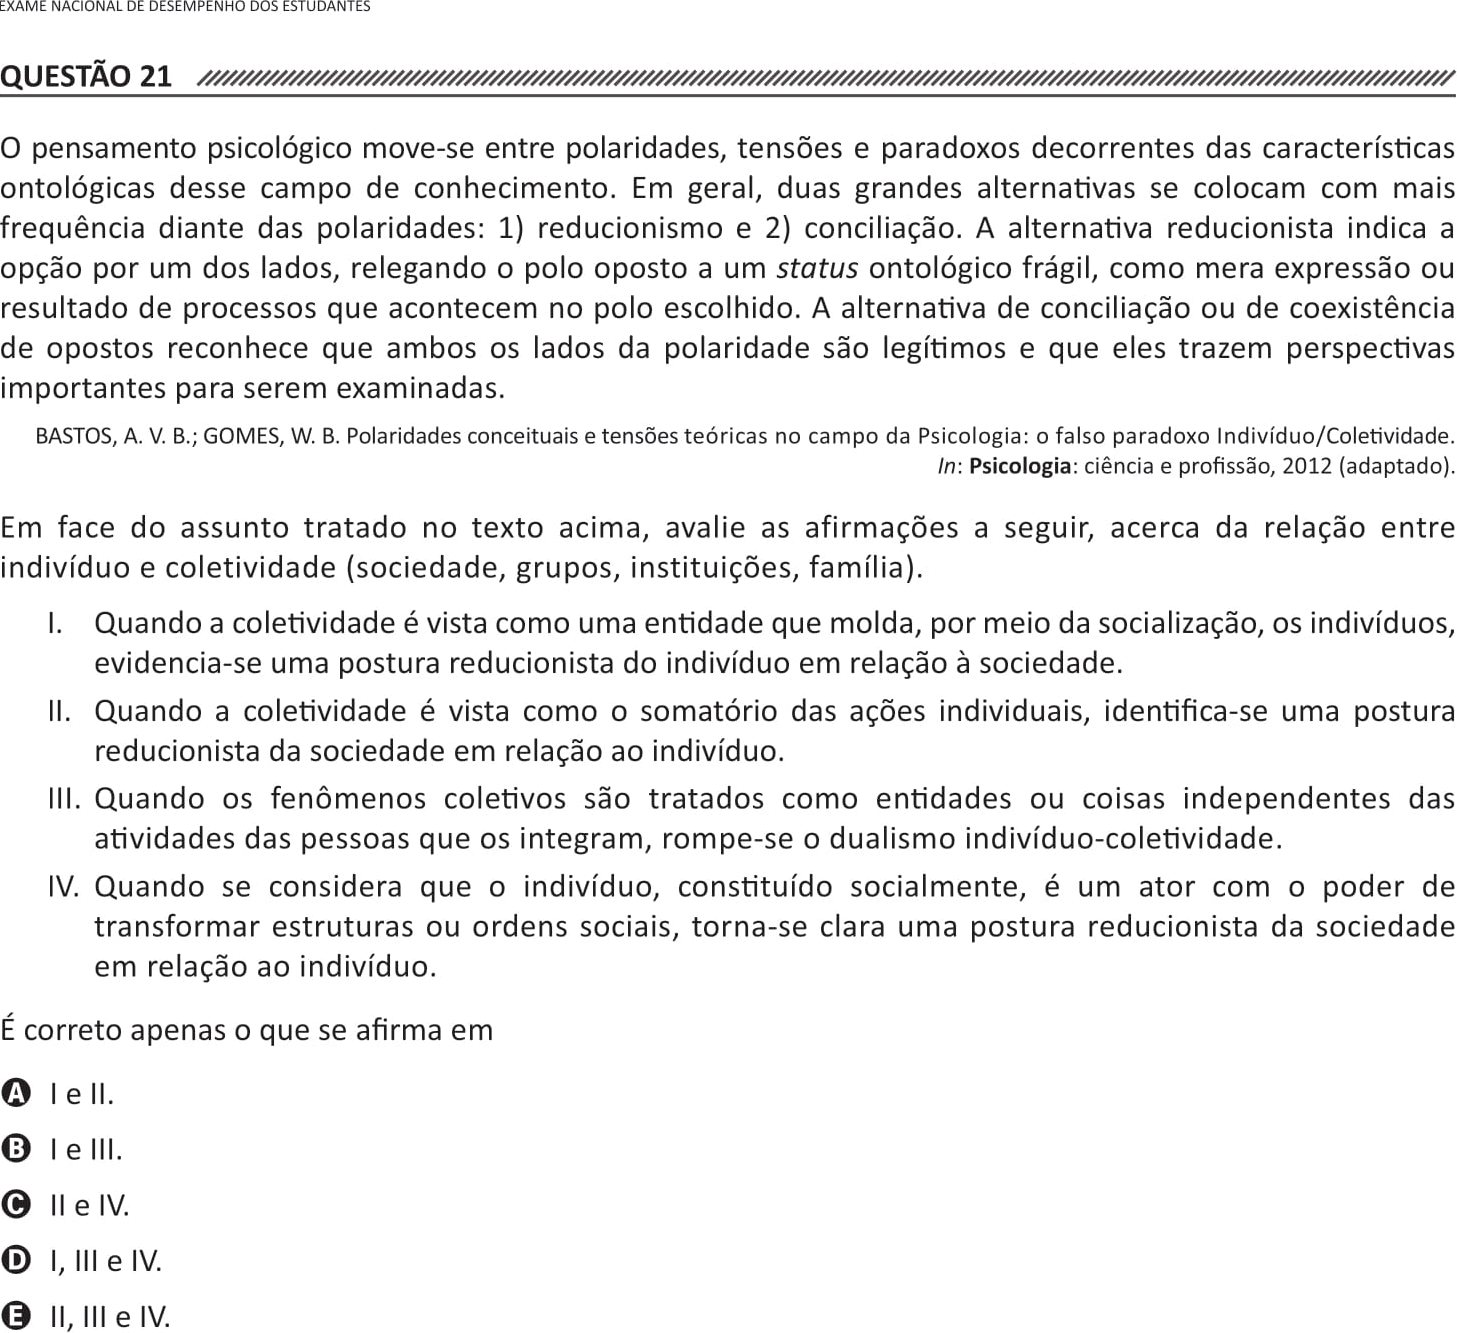 EXAME NACIONAL DE DESEMPENHO DOS ESTUDANTES
QUESTÃO 21
O pensamento psicológico move-se entre polaridades, tensões e paradoxos decorrentes das características
ontológicas desse campo de conhecimento. Em geral, duas grandes alternativas se colocam com mais
frequência diante das polaridades: 1) reducionismo e 2) conciliação. A alternativa reducionista indica a
opção por um dos lados, relegando o polo oposto a um status ontológico frágil, como mera expressão ou
resultado de processos que acontecem no polo escolhido. A alternativa de conciliação ou de coexistência
de opostos reconhece que ambos os lados da polaridade são legítimos e que eles trazem perspectivas
importantes para serem examinadas.
BASTOS, A. V. B.; GOMES, W. B. Polaridades conceituais e tensões teóricas no campo da Psicologia: o falso paradoxo Indivíduo/Coletividade.
In: Psicologia: ciência e profissão, 2012 (adaptado).
Em face do assunto tratado no texto acima, avalie as afirmações a seguir, acerca da relação entre
indivíduo e coletividade (sociedade, grupos, instituições, família).
I. Quando a coletividade é vista como uma entidade que molda, por meio da socialização, os indivíduos,
evidencia-se uma postura reducionista do indivíduo em relação à sociedade.
II. Quando a coletividade é vista como o somatório das ações individuais, identifica-se uma postura
reducionista da sociedade em relação ao indivíduo.
III. Quando os fenômenos coletivos são tratados como entidades ou coisas independentes das
atividades das pessoas que os integram, rompe-se o dualismo indivíduo-coletividade.
IV. Quando se considera que o indivíduo, constituído socialmente, é um ator com o poder de
transformar estruturas ou ordens sociais, torna-se clara uma postura reducionista da sociedade
em relação ao indivíduo.
É correto apenas o que se afirma em
A I e II.
B I e III.
C II e IV.
D I, III e IV.
E II, III e IV.